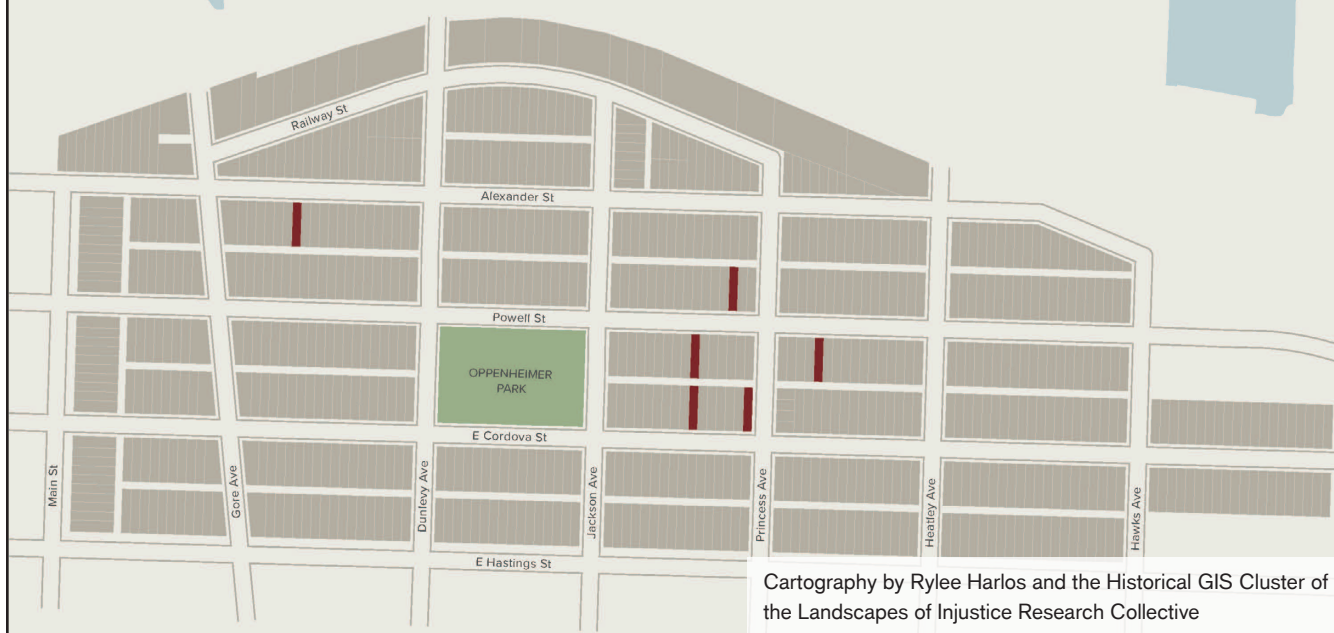 Railway St
Alexander St
Powell St
OPPENHEIMER
PARK
E Cordova St
Main St
Gore Ave
Dunlevy Ave
Jackson Ave
Princess Ave
Heatley Ave
Hawks Ave
E Hastings St
Cartography by Rylee Harlos and the Historical GIS Cluster of
the Landscapes of Injustice Research Collective